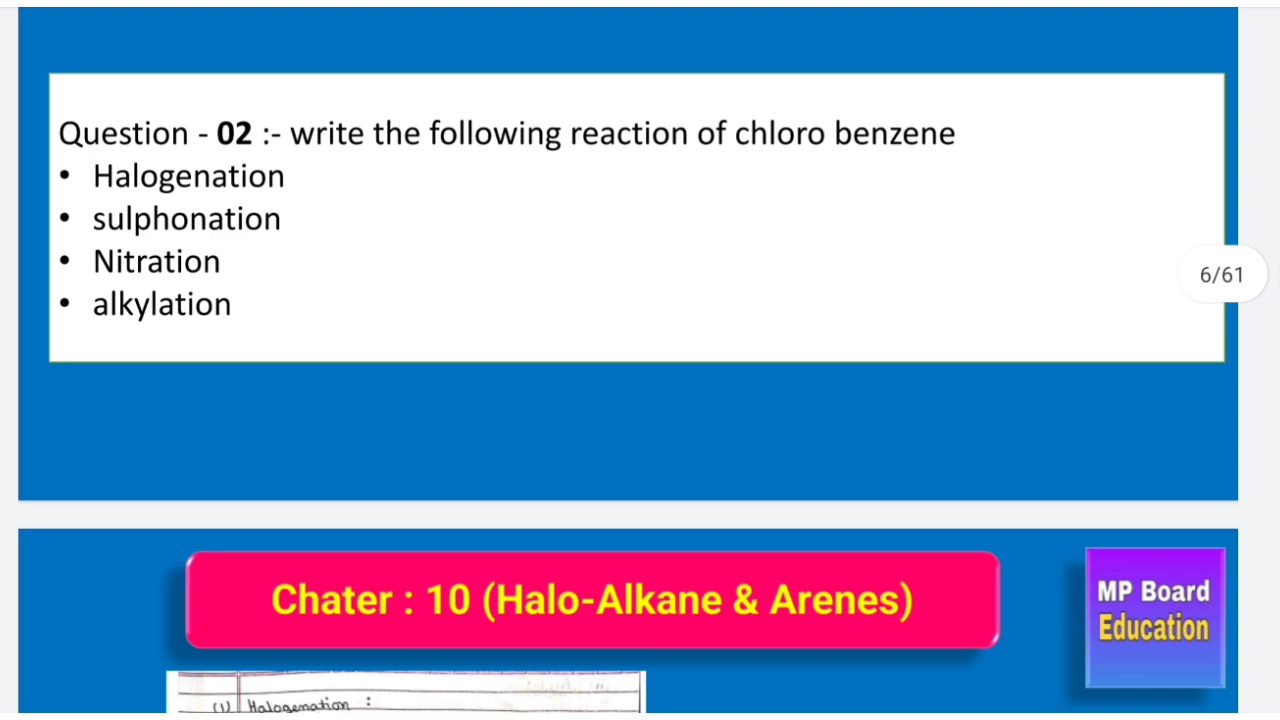 Question - 02 :- write the following reaction of chloro benzene
• Halogenation
• sulphonation
• Nitration
• alkylation
6/61
Chater : 10 (Halo-Alkane & Arenes)
MP Board
Education
(1) Halogenation :